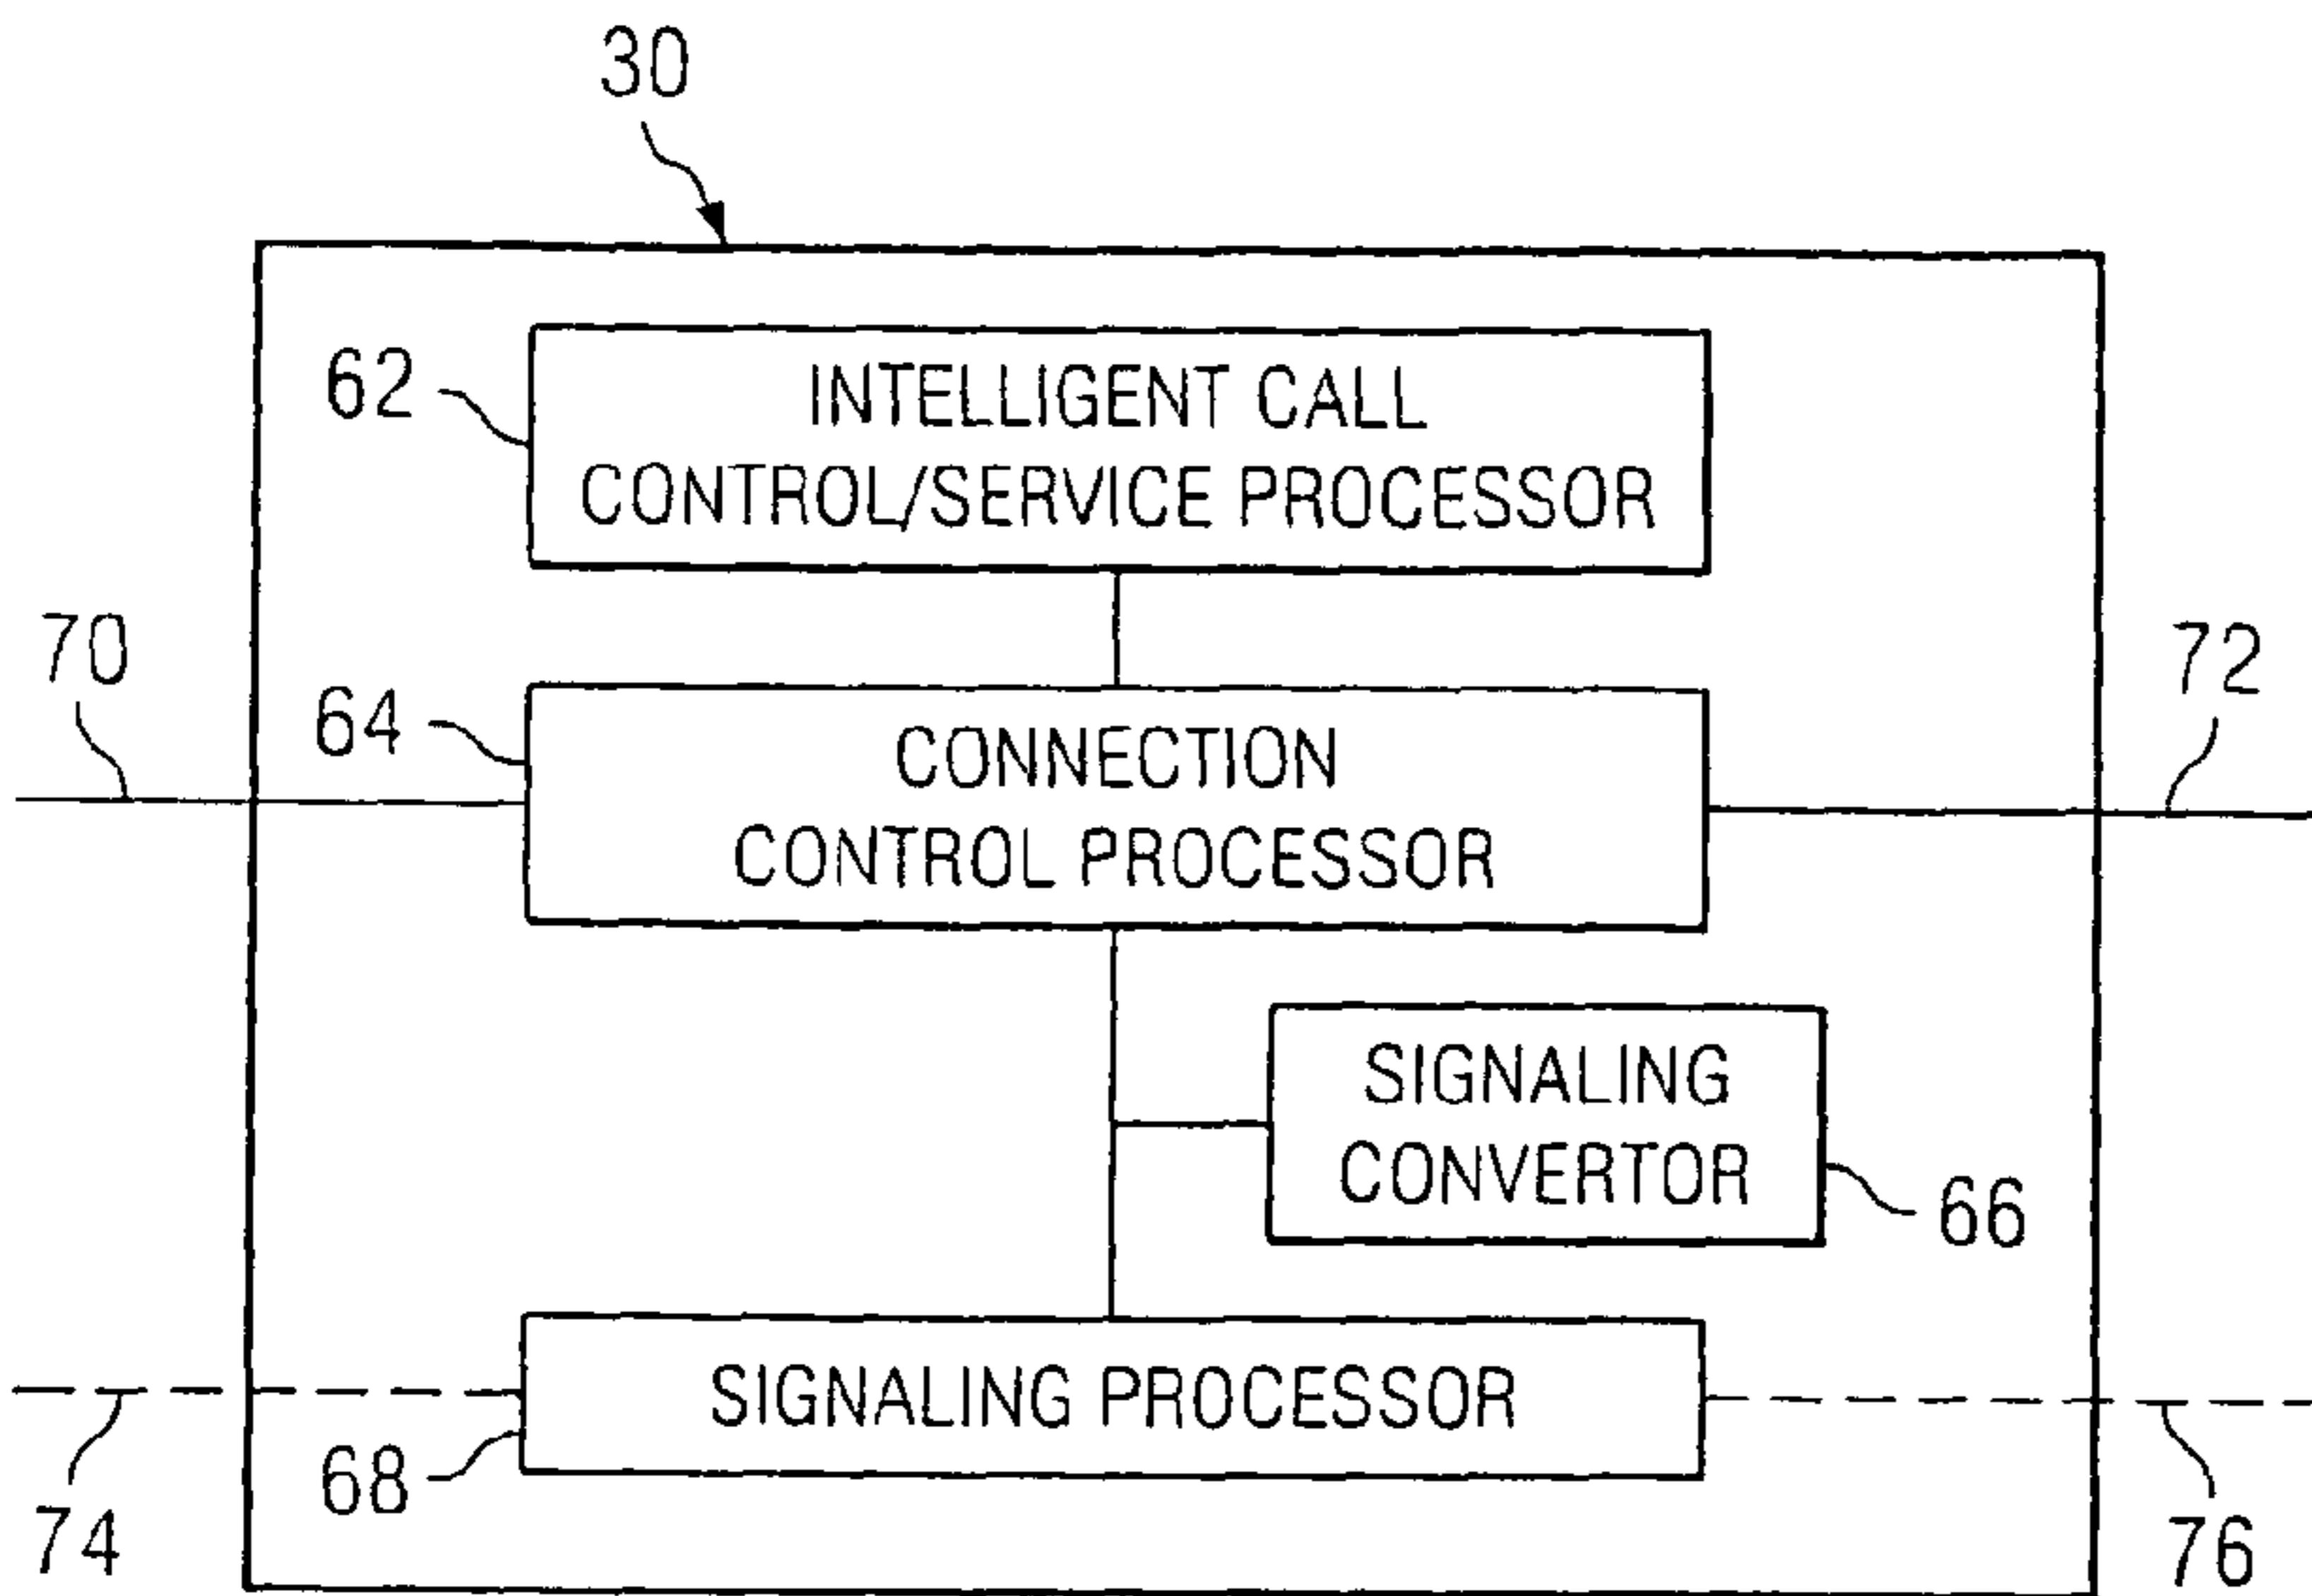 30
62
INTELLIGENT CALL
CONTROL/SERVICE PROCESSOR
70
72
64
CONNECTION
CONTROL PROCESSOR
SIGNALING
CONVERTOR
66
SIGNALING PROCESSOR
68
74
76